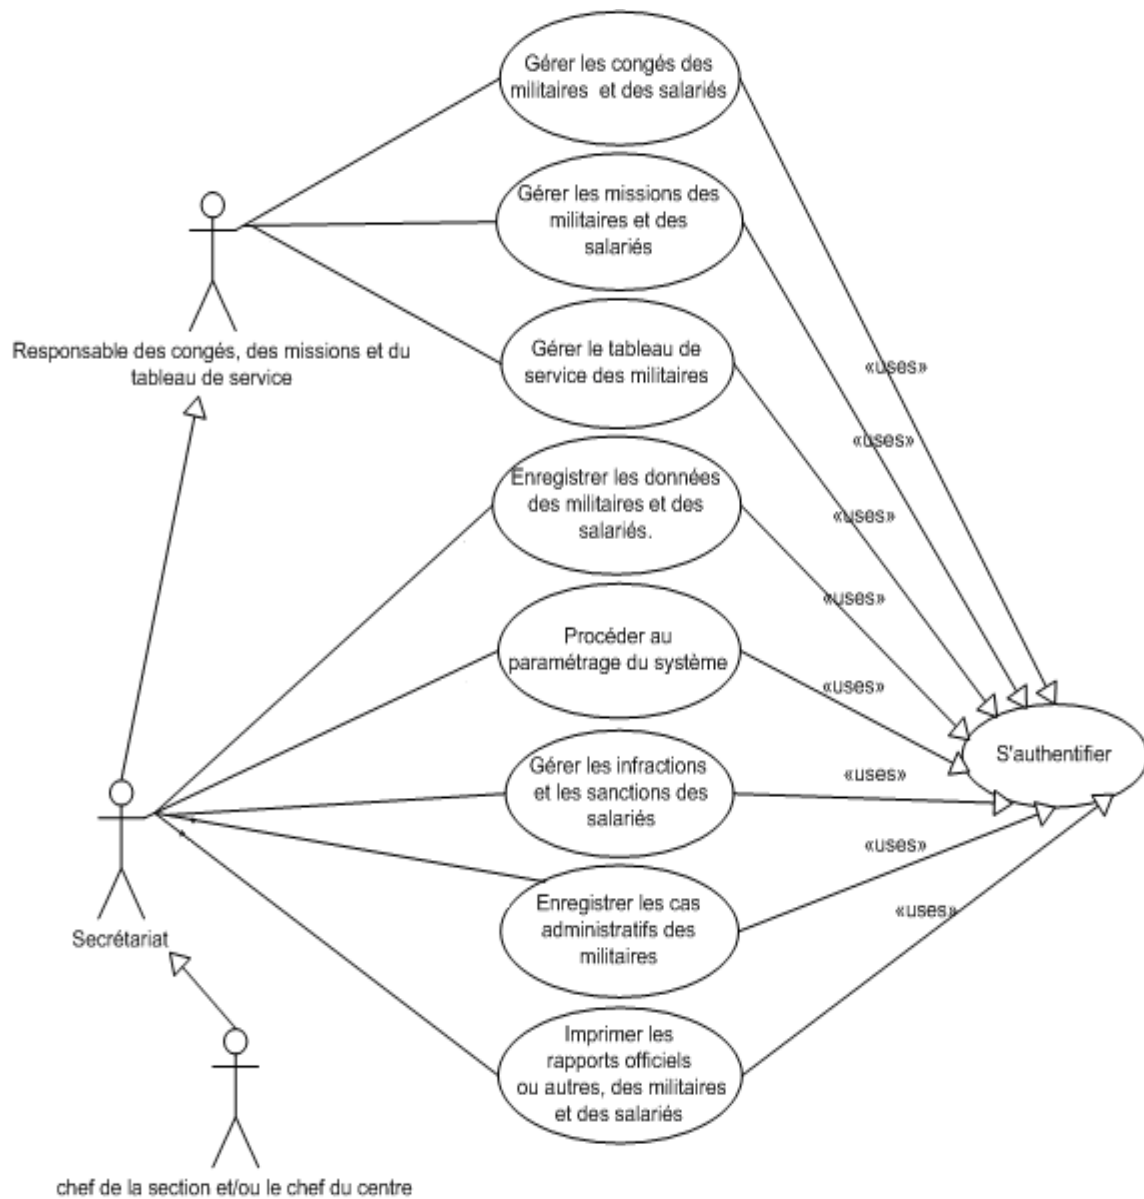 Gérer les congés des
militaires et des salariés
Gérer les missions des
militaires et des
salariés
Responsable des congés, des missions et du
tableau de service
Gérer le tableau de
service des militaires
«uses»
«uses»
Enregistrer les données
des militaires et des
salariés.
«uses»
«uses»
Procéder au
paramétrage du système
«uses»
S'authentifier
Gérer les infractions
et les sanctions des
salariés
«uses»
«uses»
Enregistrer les cas
administratifs des
militaires
«uses»
Secrétariat
Imprimer les
rapports officiels
ou autres, des militaires
et des salariés
chef de la section et/ou le chef du centre